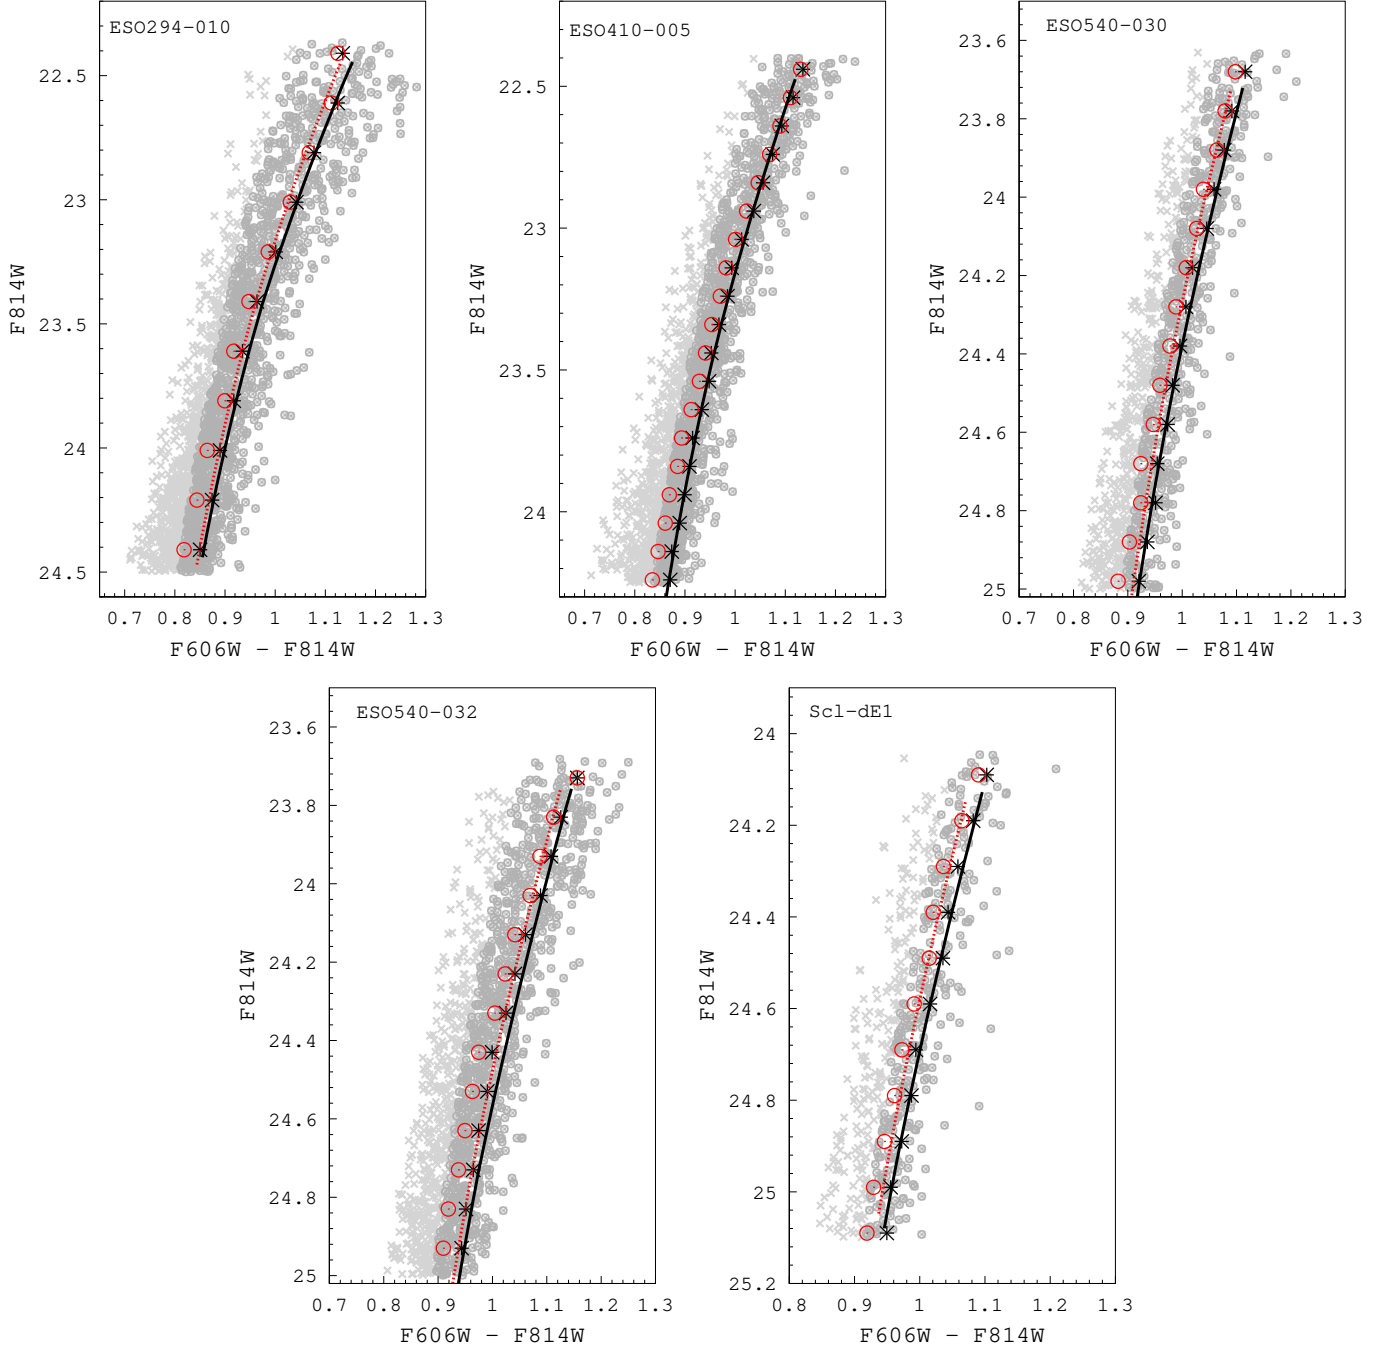 ESO294-010
22.5
23
23.5
24
24.5
F814W
0.7 0.8 0.9 1 1.1 1.2 1.3
F606W - F814W
ESO410-005
22.5
23
23.5
24
F814W
0.7 0.8 0.9 1 1.1 1.2 1.3
F606W - F814W
ESO540-030
23.6
23.8
24
24.2
24.4
24.6
24.8
25
F814W
0.7 0.8 0.9 1 1.1 1.2 1.3
F606W - F814W
ESO540-032
23.6
23.8
24
24.2
24.4
24.6
24.8
25
F814W
0.7 0.8 0.9 1 1.1 1.2 1.3
F606W - F814W
Scl-dE1
24
24.2
24.4
24.6
24.8
25
25.2
F814W
0.8 0.9 1 1.1 1.2 1.3
F606W - F814W